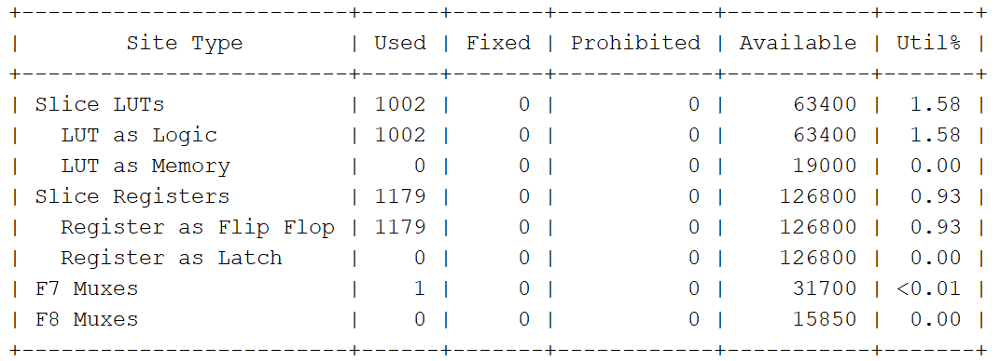 +--------------------------+------+-------+------------+-----------+-------+
|         Site Type        | Used | Fixed | Prohibited | Available | Util% |
+--------------------------+------+-------+------------+-----------+-------+
| Slice LUTs               | 1002 |     0 |          0 |     63400 |  1.58 |
|   LUT as Logic           | 1002 |     0 |          0 |     63400 |  1.58 |
|   LUT as Memory          |    0 |     0 |          0 |     19000 |  0.00 |
| Slice Registers          | 1179 |     0 |          0 |    126800 |  0.93 |
|   Register as Flip Flop  | 1179 |     0 |          0 |    126800 |  0.93 |
|   Register as Latch      |    0 |     0 |          0 |    126800 |  0.00 |
| F7 Muxes                 |    1 |     0 |          0 |     31700 | <0.01 |
| F8 Muxes                 |    0 |     0 |          0 |     15850 |  0.00 |
+--------------------------+------+-------+------------+-----------+-------+